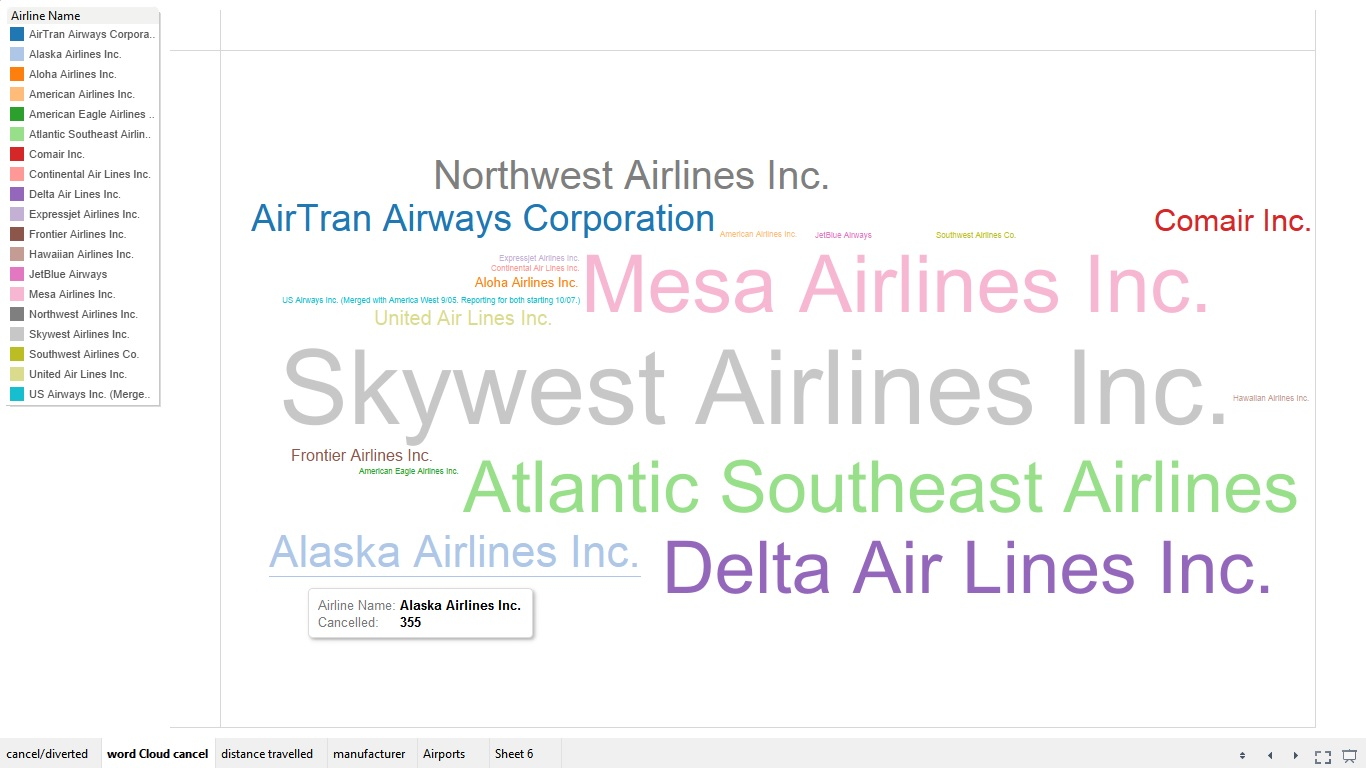 Airline Name
AirTran Airways Corpora..
Alaska Airlines Inc.
Aloha Airlines Inc.
American Airlines Inc.
American Eagle Airlines ..
Atlantic Southeast Airlin..
Comair Inc.
Continental Air Lines Inc.
Delta Air Lines Inc.
Expressjet Airlines Inc.
Frontier Airlines Inc.
Hawaiian Airlines Inc.
JetBlue Airways
Mesa Airlines Inc.
Northwest Airlines Inc.
Skywest Airlines Inc.
Southwest Airlines Co.
United Air Lines Inc.
US Airways Inc. (Merge..
Northwest Airlines Inc.
AirTran Airways Corporation
American Airlines Inc.
JetBlue Airways
Southwest Airlines Co.
Comair Inc.
Expressjet Airlines Inc.
Continental Air Lines Inc.
Aloha Airlines Inc.
US Airways Inc. (Merged with America West 9/05. Reporting for both starting 10/07.)
United Air Lines Inc.
Mesa Airlines Inc.
Skywest Airlines Inc.
Hawaiian Airlines Inc.
Frontier Airlines Inc.
American Eagle Airlines Inc.
Atlantic Southeast Airlines
Alaska Airlines Inc.
Delta Air Lines Inc.
Airline Name: Alaska Airlines Inc.
Cancelled: 355
cancel/diverted word Cloud cancel distance travelled manufacturer Airports Sheet 6